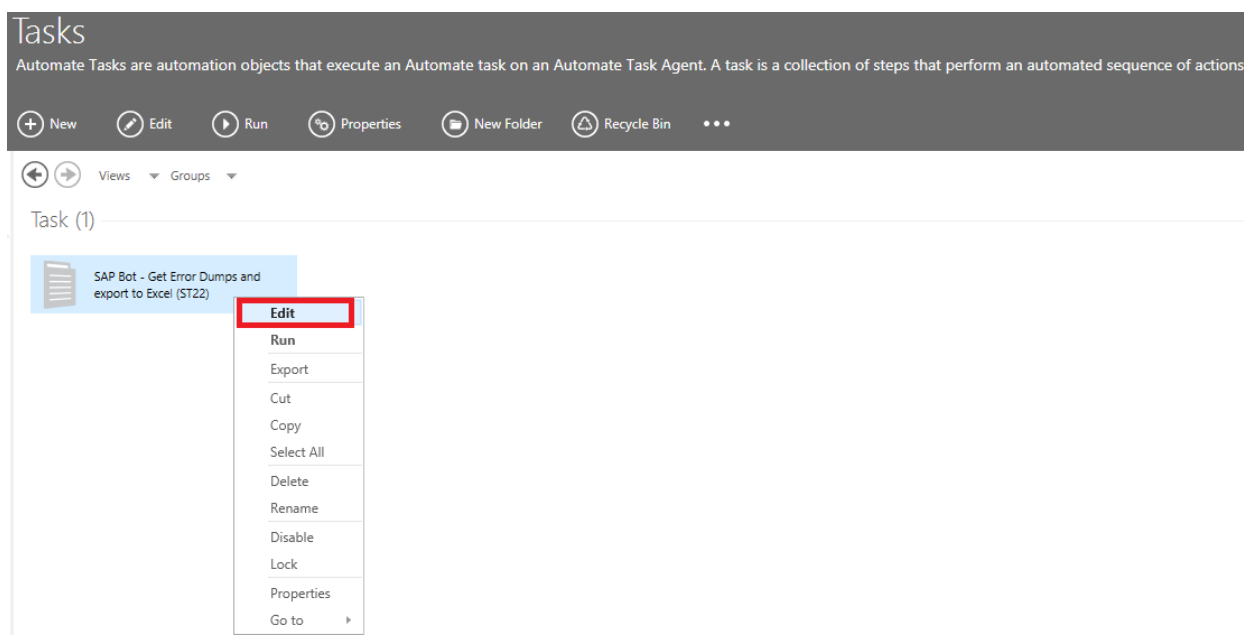 Tasks
Automate Tasks are automation objects that execute an Automate task on an Automate Task Agent. A task is a collection of steps that perform an automated sequence of actions
New Edit Run Properties New Folder Recycle Bin •••
Views Groups
Task (1)
SAP Bot - Get Error Dumps and
export to Excel (ST22)
Edit
Run
Export
Cut
Copy
Select All
Delete
Rename
Disable
Lock
Properties
Go to